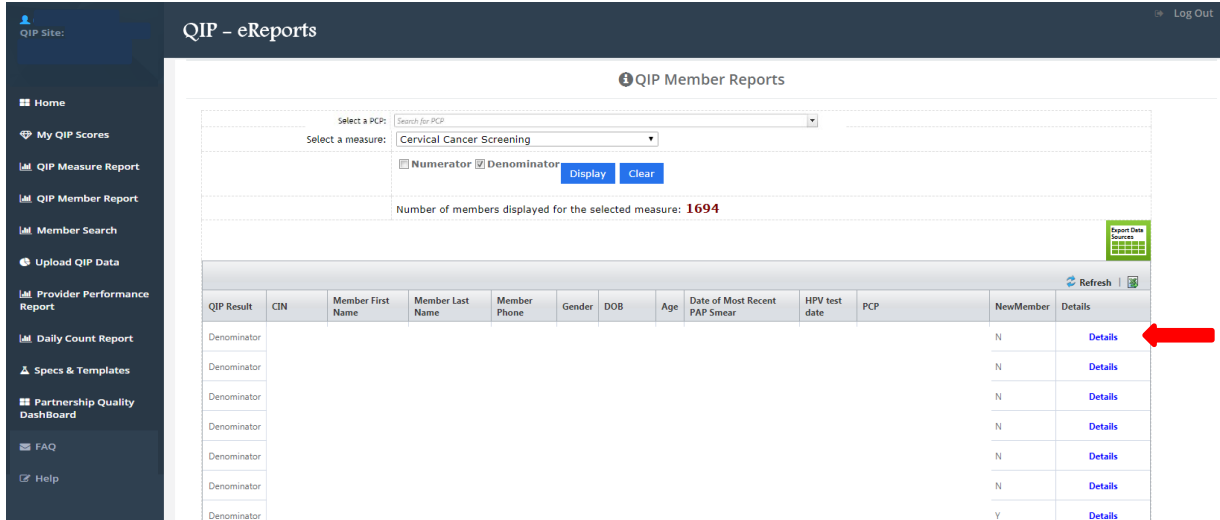 QIP Site:
QIP – eReports
Log Out
Home
My QIP Scores
QIP Measure Report
QIP Member Report
Member Search
Upload QIP Data
Provider Performance
Report
Daily Count Report
Specs & Templates
Partnership Quality
DashBoard
FAQ
Help
QIP Member Reports
Select a PCP: Search for PCP
Select a measure: Cervical Cancer Screening
Numerator Denominator
Display Clear
Number of members displayed for the selected measure: 1694
Export Data
Sources
Refresh |
QIP Result CIN Member First Name Member Last Name Member Phone Gender DOB Age Date of Most Recent PAP Smear HPV test date PCP NewMember Details
Denominator N Details
Denominator N Details
Denominator N Details
Denominator N Details
Denominator N Details
Denominator N Details
Denominator Y Details